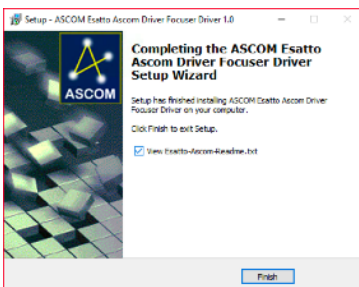 Setup - ASCOM Esatto Ascom Driver Focuser Driver 1.0
ASCOM
Completing the ASCOM Esatto
Ascom Driver Focuser Driver
Setup Wizard
Setup has finished installing ASCOM Esatto Ascom Driver
Focuser Driver on your computer.
Click Finish to exit Setup.
View Esatto-Ascom-Readme.txt
Finish